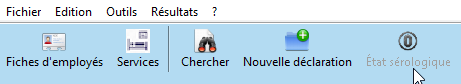 Fichier Edition Outils Résultats ?
Fiches d'employés Services Chercher Nouvelle déclaration État sérologique